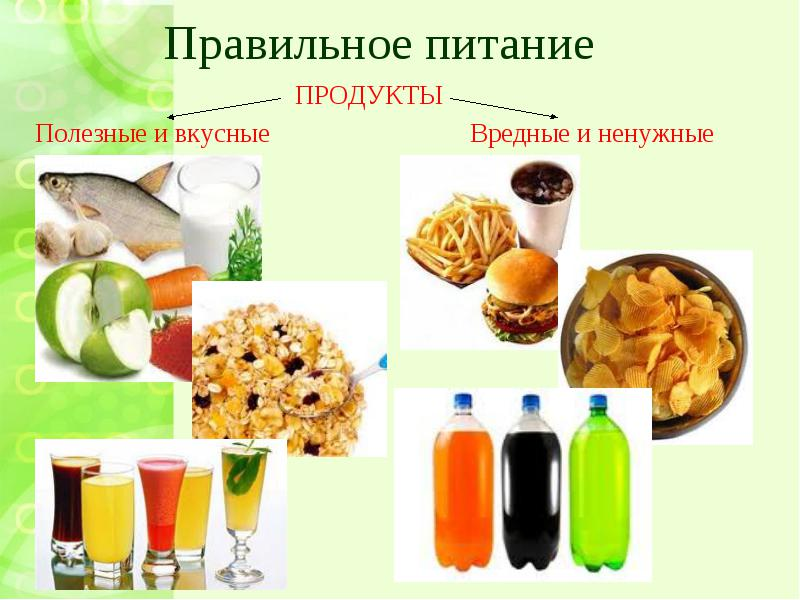 Правильное питание
ПРОДУКТЫ
Полезные и вкусные
Вредные и ненужные